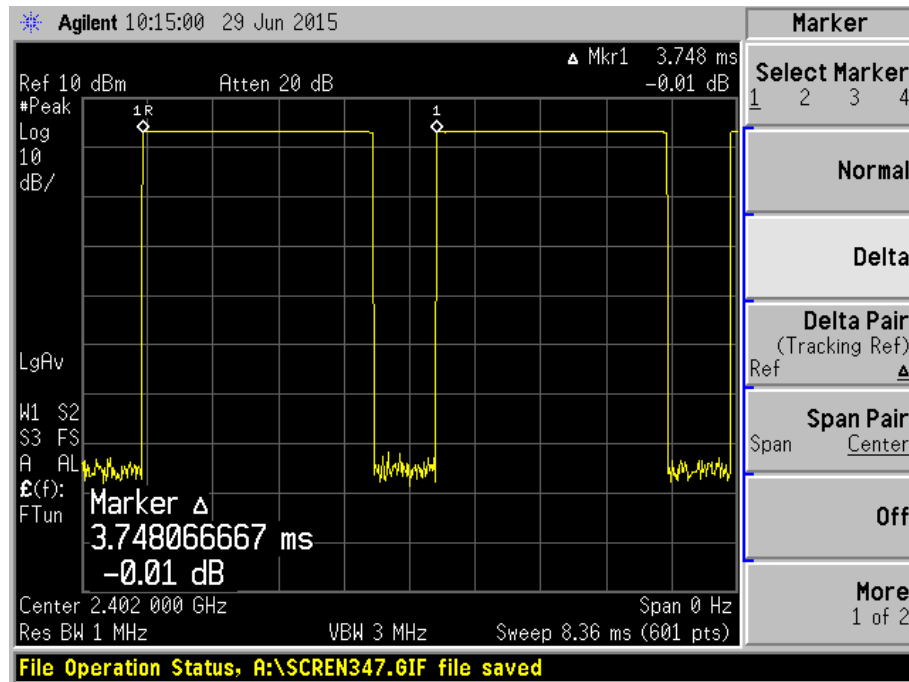 Agilent 10:15:00 29 Jun 2015
Marker
Δ Mkr1 3.748 ms
Ref 10 dBm Atten 20 dB -0.01 dB
#Peak
Log
10
dB/
1R
1
LgAv
W1 S2
S3 FS
A AL
£(f):
FTun
Marker Δ
3.748066667 ms
-0.01 dB
Center 2.402 000 GHz Span 0 Hz
Res BW 1 MHz VBW 3 MHz Sweep 8.36 ms (601 pts)
Select Marker
1 2 3 4
Normal
Delta
Delta Pair
(Tracking Ref)
Ref Δ
Span Pair
Span Center
Off
More
1 of 2
File Operation Status, A:\SCREN347.GIF file saved